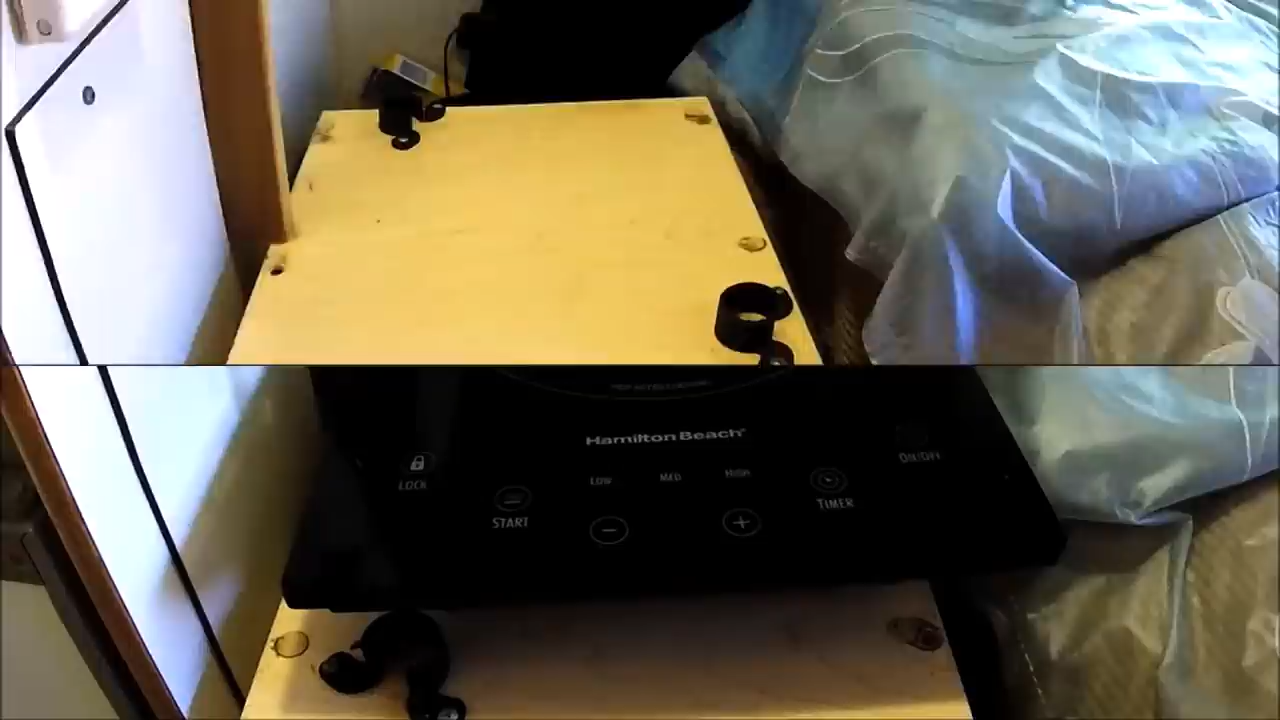 Hamilton Beach
LOCK
LOW MED HIGH
ON/OFF
START
TIMER